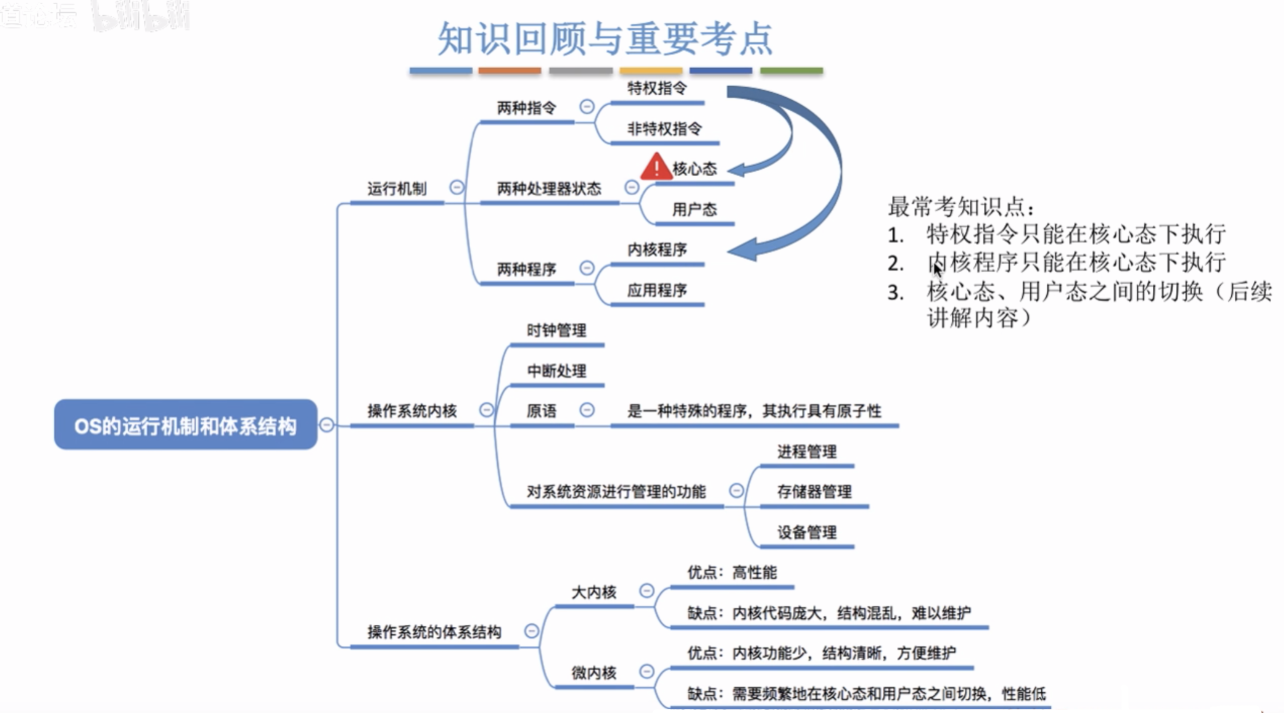 bilibili
知识回顾与重要考点
特权指令
两种指令
非特权指令
核心态
运行机制
两种处理器状态
用户态
内核程序
两种程序
应用程序
最常考知识点：
1. 特权指令只能在核心态下执行
2. 内核程序只能在核心态下执行
3. 核心态、用户态之间的切换（后续
讲解内容）
时钟管理
中断处理
操作系统内核
原语
是一种特殊的程序，其执行具有原子性
OS的运行机制和体系结构
进程管理
对系统资源进行管理的功能
存储器管理
设备管理
优点：高性能
大内核
缺点：内核代码庞大，结构混乱，难以维护
操作系统的体系结构
优点：内核功能少，结构清晰，方便维护
微内核
缺点：需要频繁地在核心态和用户态之间切换，性能低